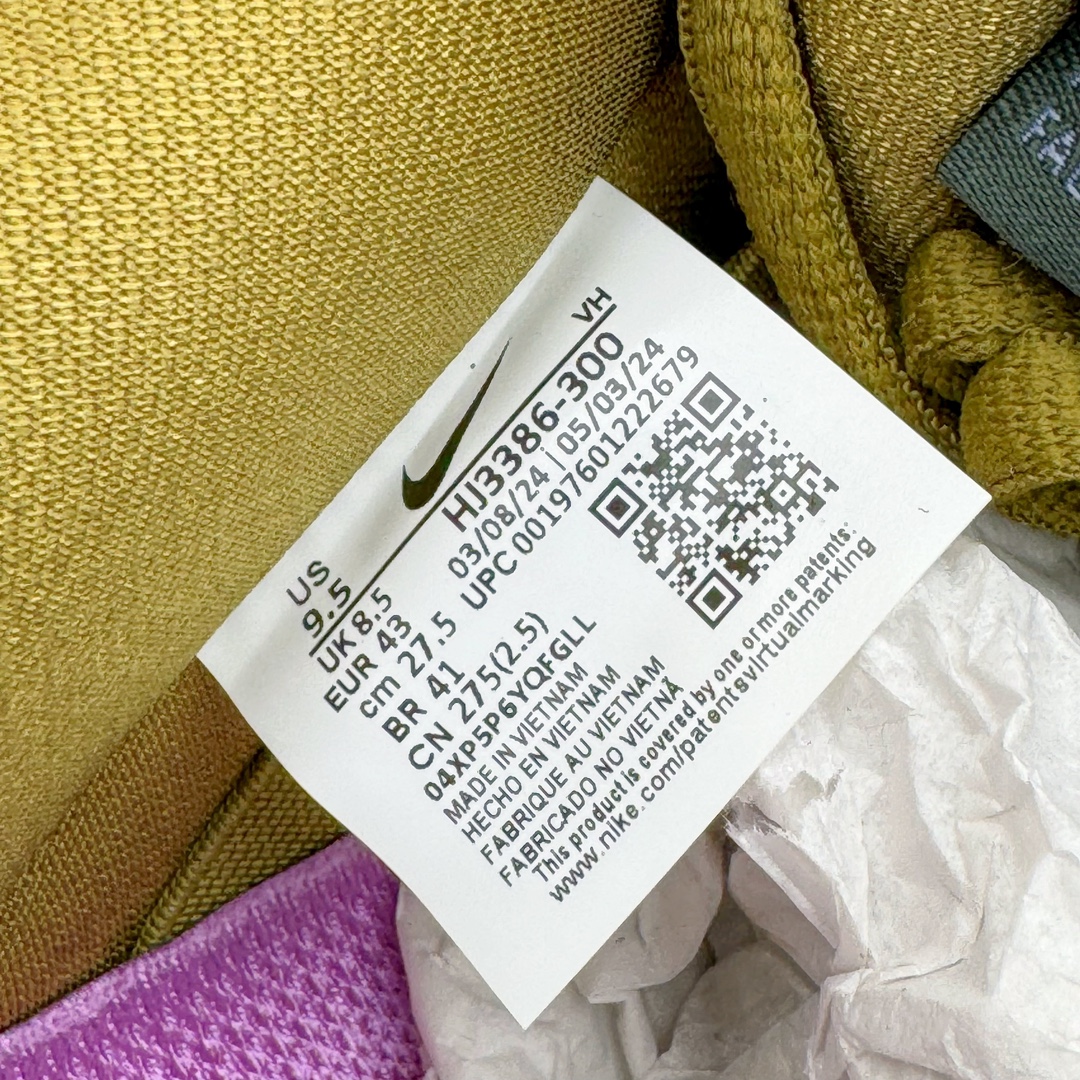 VH
US
9.5
HJ3386-300
UK 8.5
03/08/24 | 05/03/24
EUR 43
UPC 00197601222679
cm 27.5
BR 41
CN 275(2.5)
04XP5P6YQFGLL
MADE IN VIETNAM
HECHO EN VIETNAM
FABRIQUE AU VIETNAM
FABRICADO NO VIETNÃ
This product is covered by one or more patents:
www.nike.com/patentsvirtualmarking